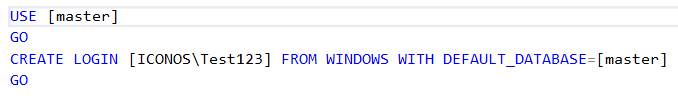 USE [master]
GO
CREATE LOGIN [ICONOS\Test123] FROM WINDOWS WITH DEFAULT_DATABASE=[master]
GO